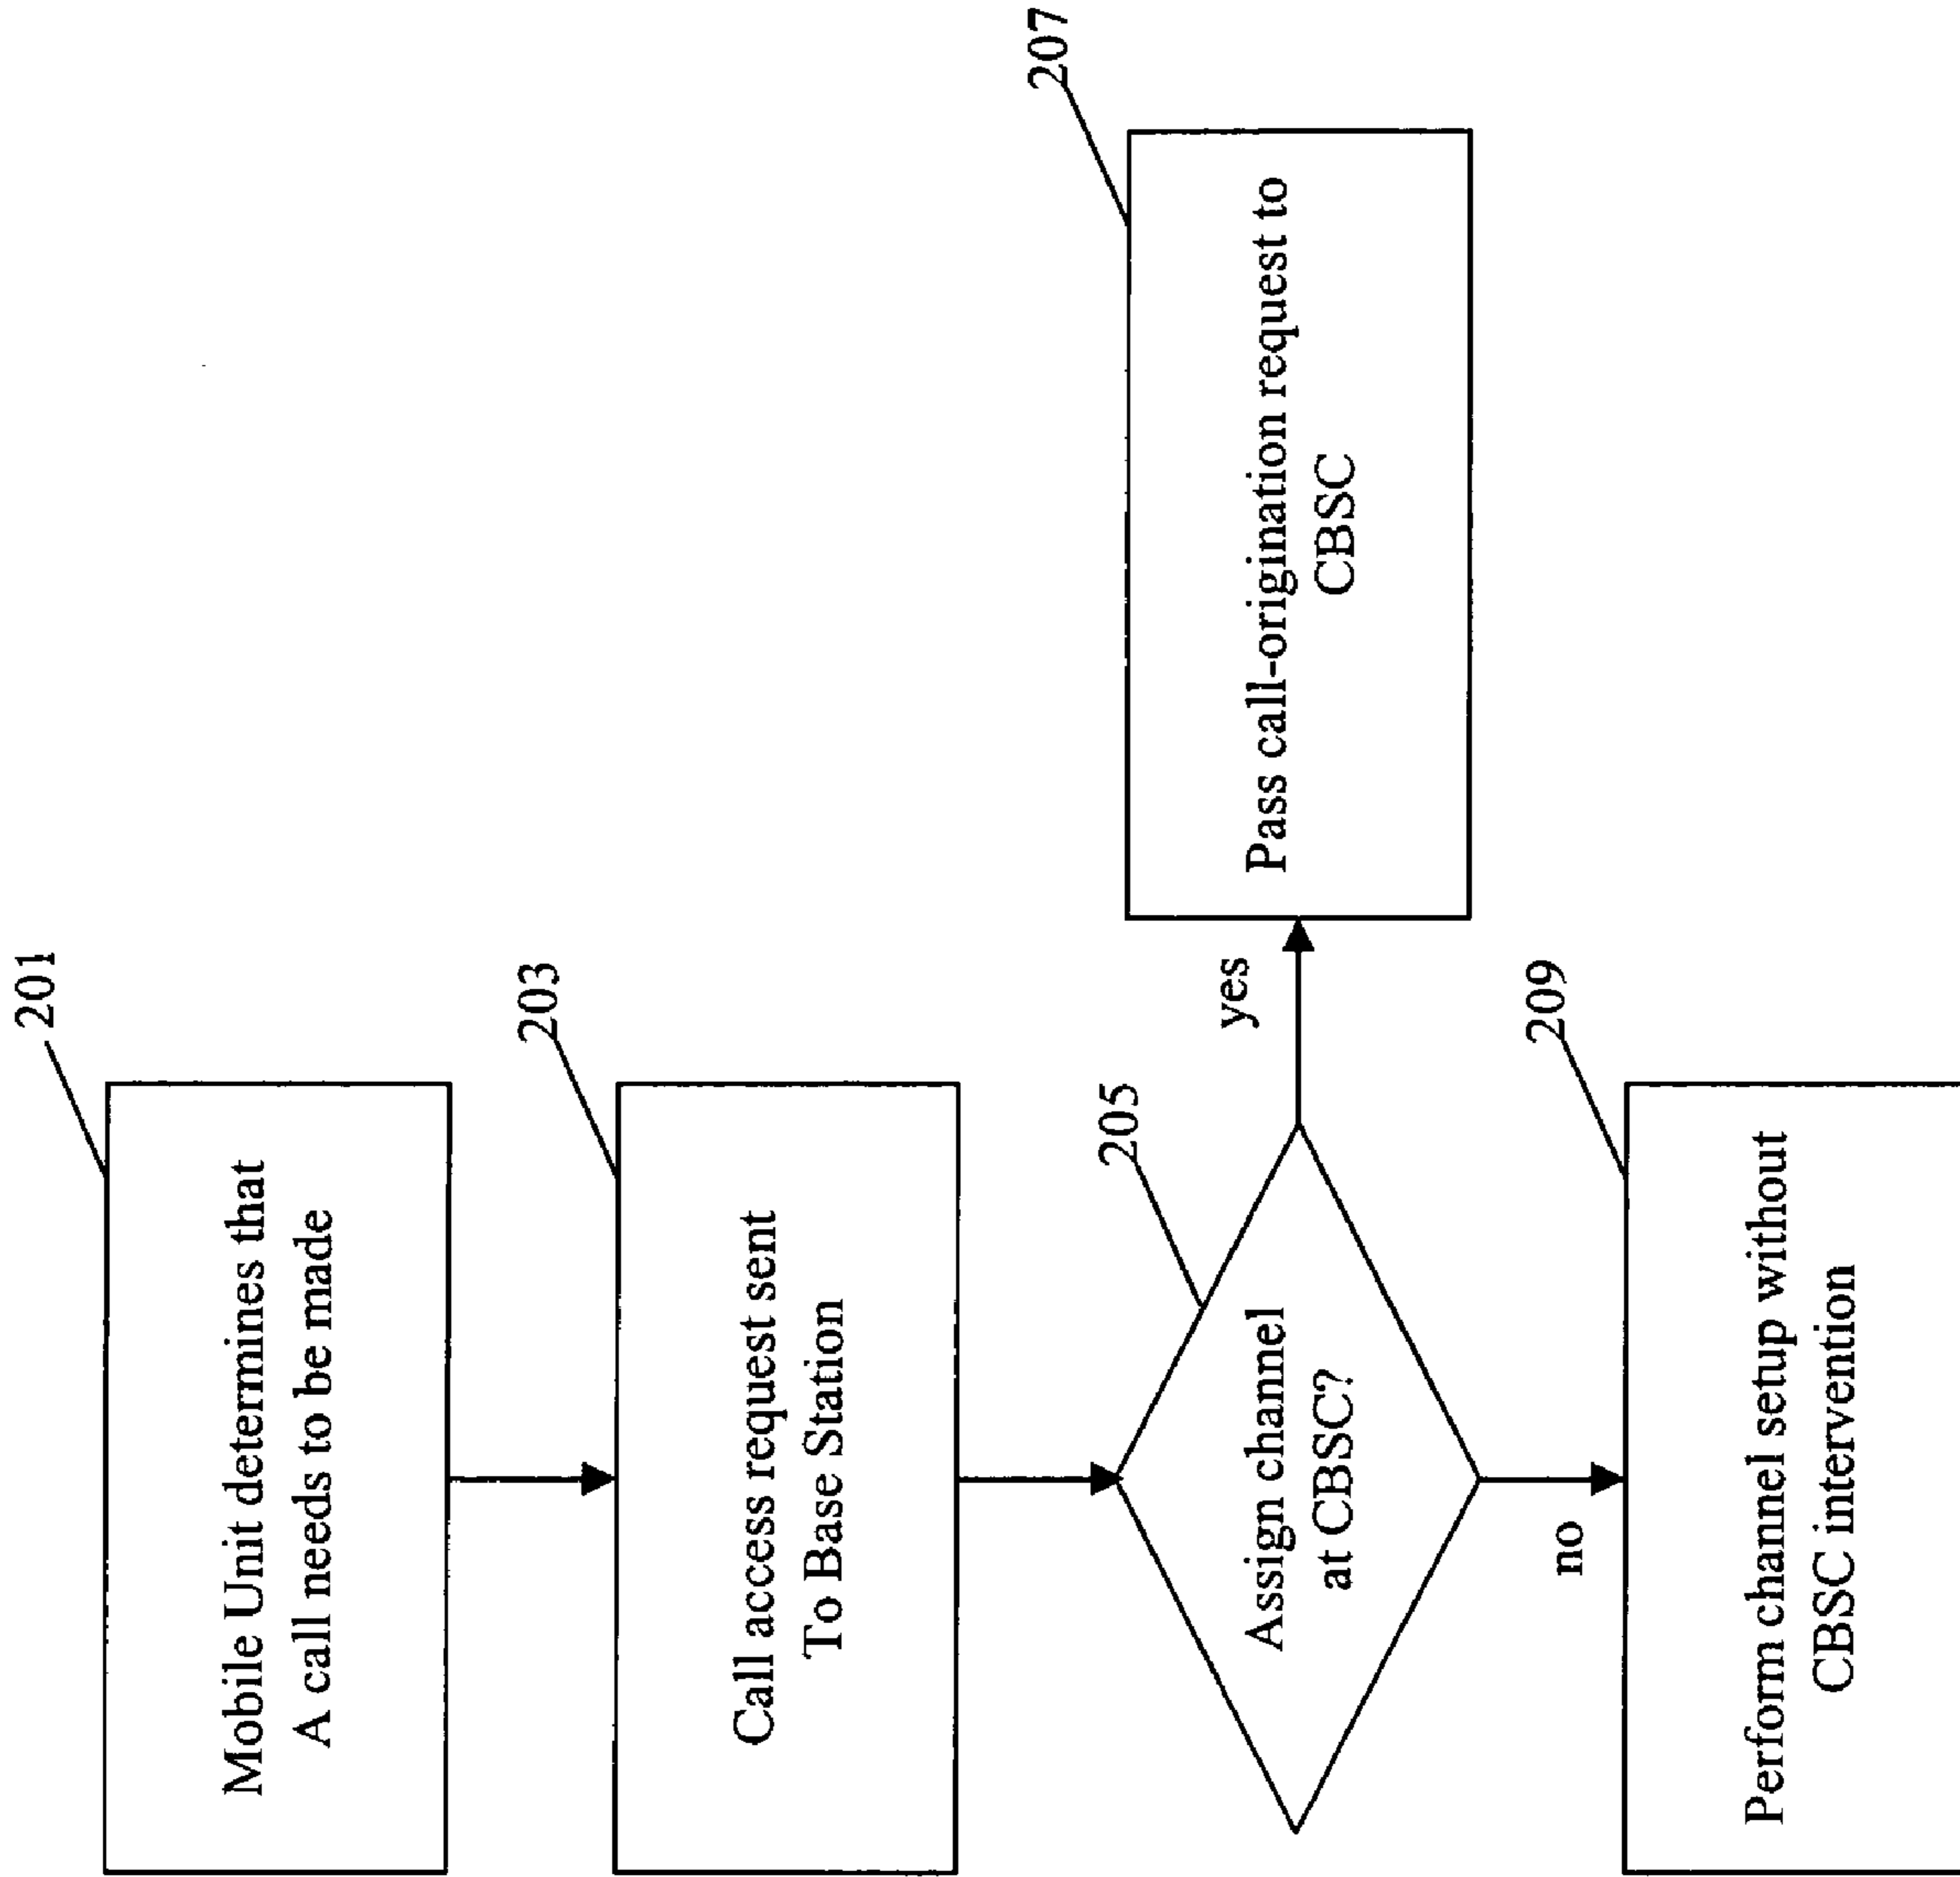 201
Mobile Unit determines that
A call needs to be made
203
Call access request sent
To Base Station
205
Assign channel
at CBSC?
yes
207
Pass call-origination request to
CBSC
no
209
Perform channel setup without
CBSC intervention